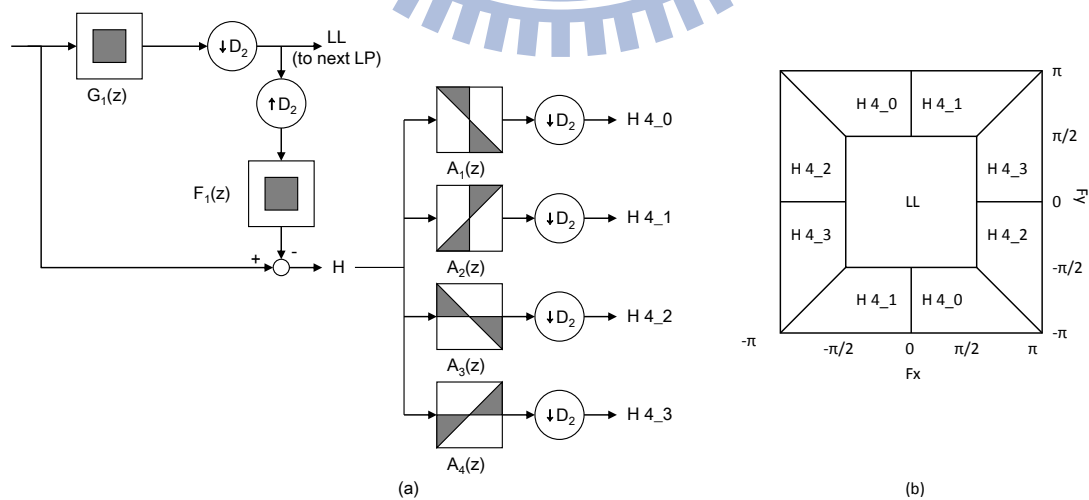 LL
(to next LP)
↓D₂
G₁(z)
↑D₂
F₁(z)
+
-
H
A₁(z)
↓D₂
H 4_0
A₂(z)
↓D₂
H 4_1
A₃(z)
↓D₂
H 4_2
A₄(z)
↓D₂
H 4_3
(a)
π
H 4_0 H 4_1
π/2
H 4_2 H 4_3
LL
0
Fy
H 4_3 H 4_2
-π/2
H 4_1 H 4_0
-π
-π -π/2 0 π/2 π
Fx
(b)